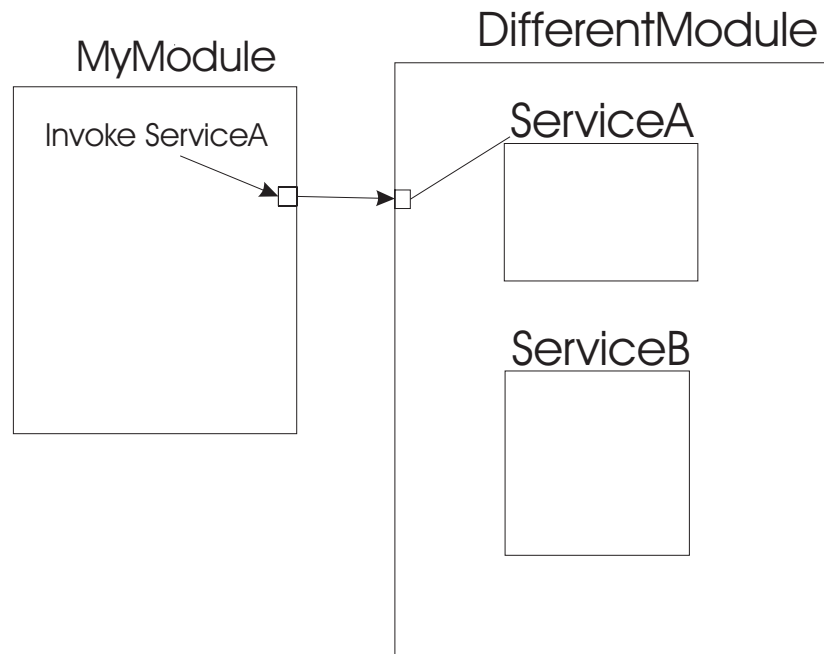 DifferentModule
MyModule
ServiceA
Invoke ServiceA
ServiceB